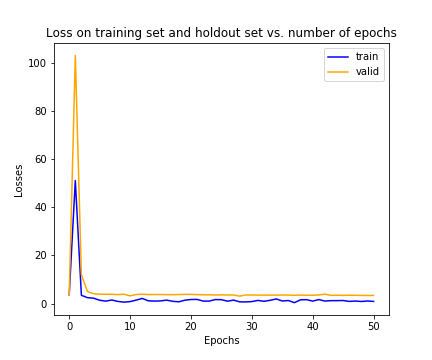 Loss on training set and holdout set vs. number of epochs
train
valid
100
80
60
40
20
0
Losses
0 10 20 30 40 50
Epochs